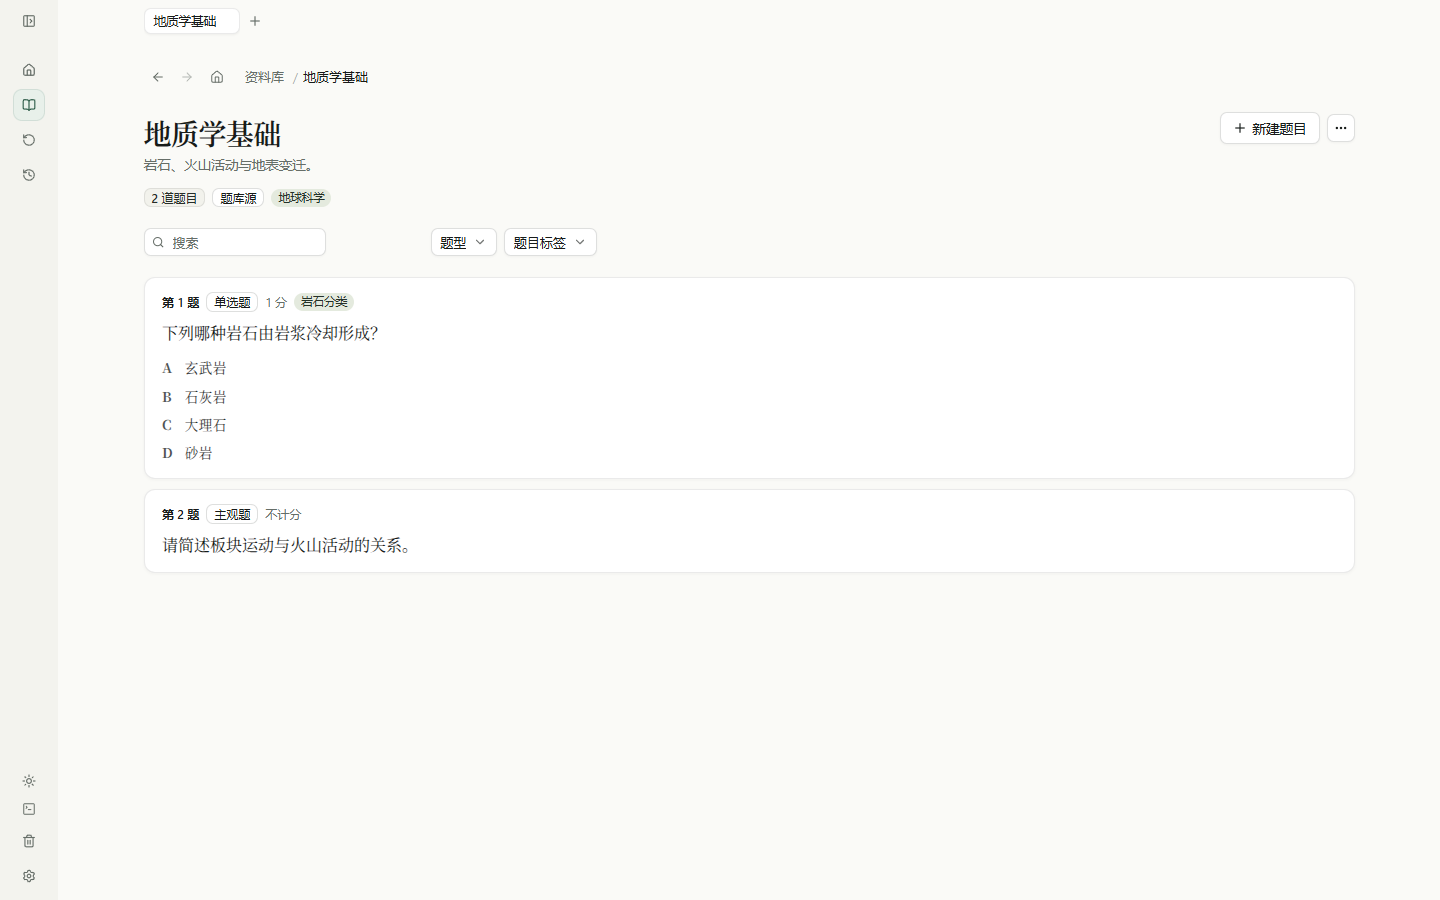 地质学基础
资料库 / 地质学基础
地质学基础
新建题目
岩石、火山活动与地表变迁。
2 道题目 题库源 地球科学
搜索 题型 题目标签
第 1 题 单选题 1 分 岩石分类
下列哪种岩石由岩浆冷却形成？
A 玄武岩
B 石灰岩
C 大理石
D 砂岩
第 2 题 主观题 不计分
请简述板块运动与火山活动的关系。